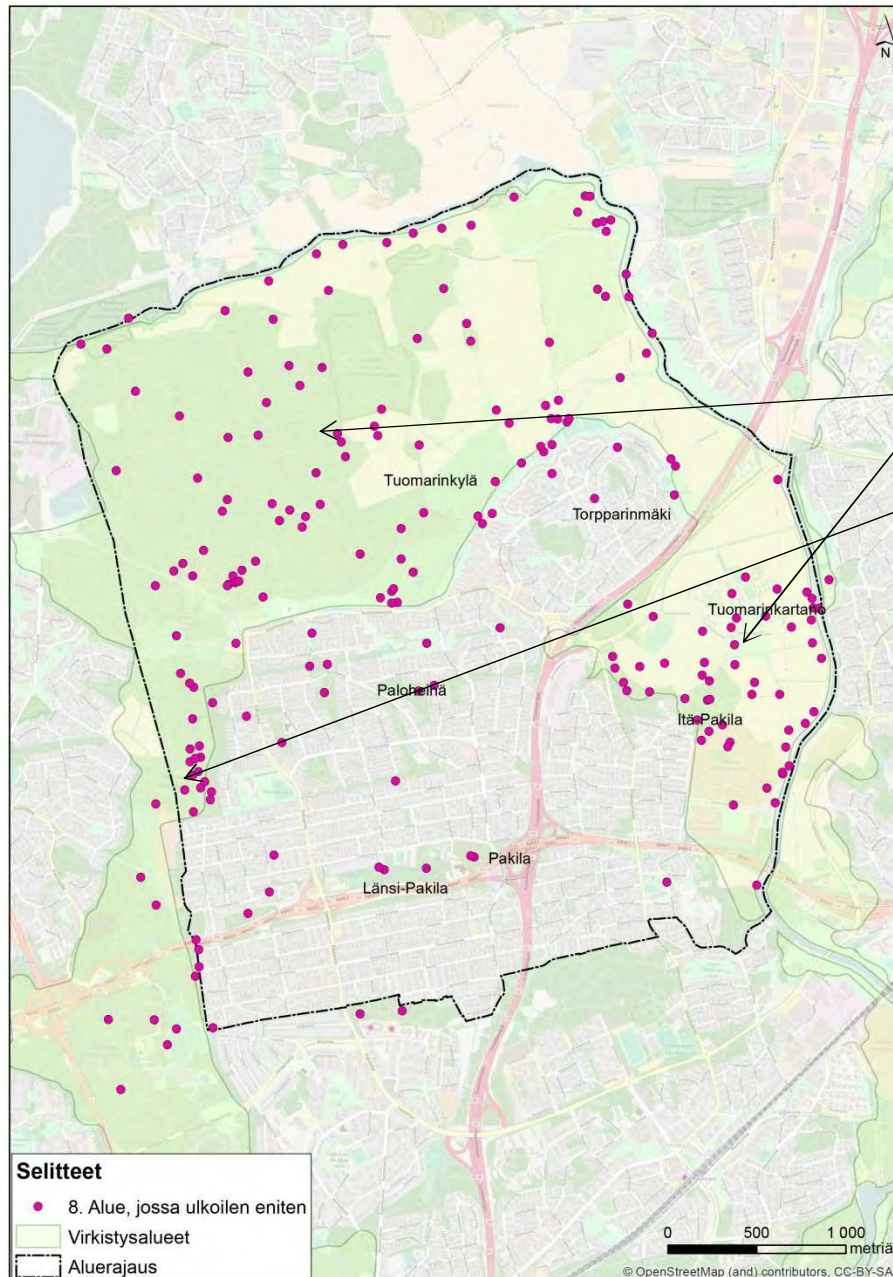 N
Tuomarinkylä
Torpparinmäki
Tuomarinkartano
Paloheinä
Itä-Pakila
Pakila
Länsi-Pakila
Selitteet
8. Alue, jossa ulkoilen eniten
Virkistysalueet
Aluerajaus
0 500 1 000
metriä
© OpenStreetMap (and) contributors, CC-BY-SA